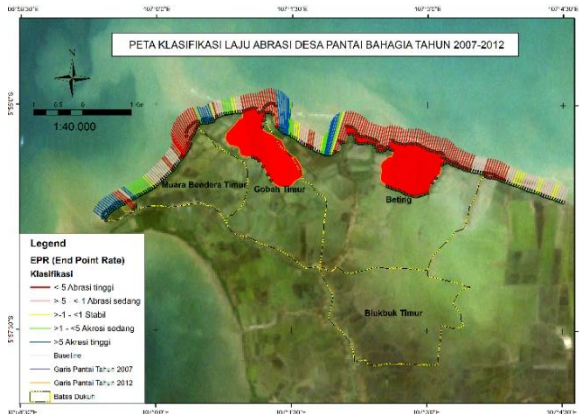 PETA KLASIFIKASI LAJU ABRASI DESA PANTAI BAHAGIA TAHUN 2007-2012
N
1:40.000
Muara Bendera Timur
Gobah Timur
Beting
Blukbuk Timur
Legend
EPR (End Point Rate)
Klasifikasi
<-5 Abrasi tinggi
>-5 - <-1 Abrasi sedang
>-1 - <1 Stabil
>1 - <5 Akresi sedang
>5 Akresi tinggi
Baseline
Garis Pantai Tahun 2007
Garis Pantai Tahun 2012
Batas Dukuh